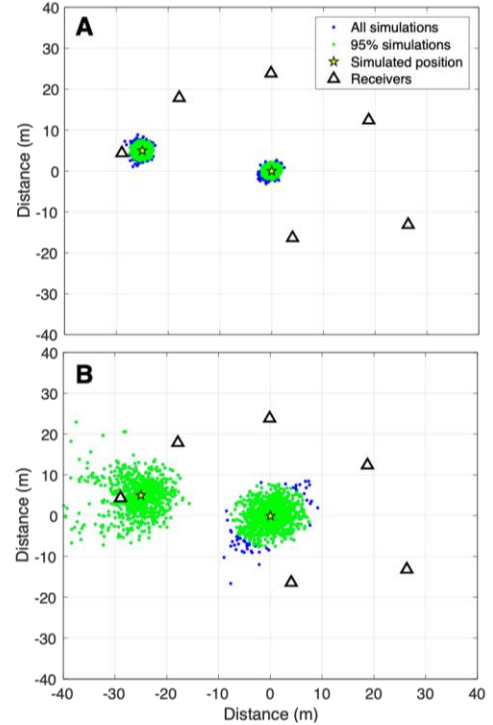 40
A
All simulations
95% simulations
Simulated position
Receivers
30
20
10
0
-10
-20
-30
-40
Distance (m)
40
B
30
20
10
0
-10
-20
-30
-40
Distance (m)
-40 -30 -20 -10 0 10 20 30 40
Distance (m)